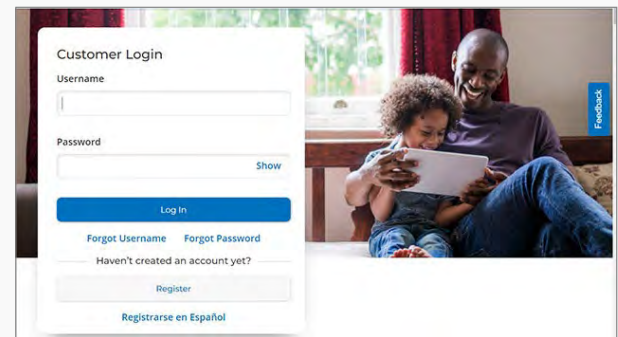 Customer Login
Username
Password
Show
Log In
Forgot Username Forgot Password
Haven't created an account yet?
Register
Registrarse en Español
Feedback